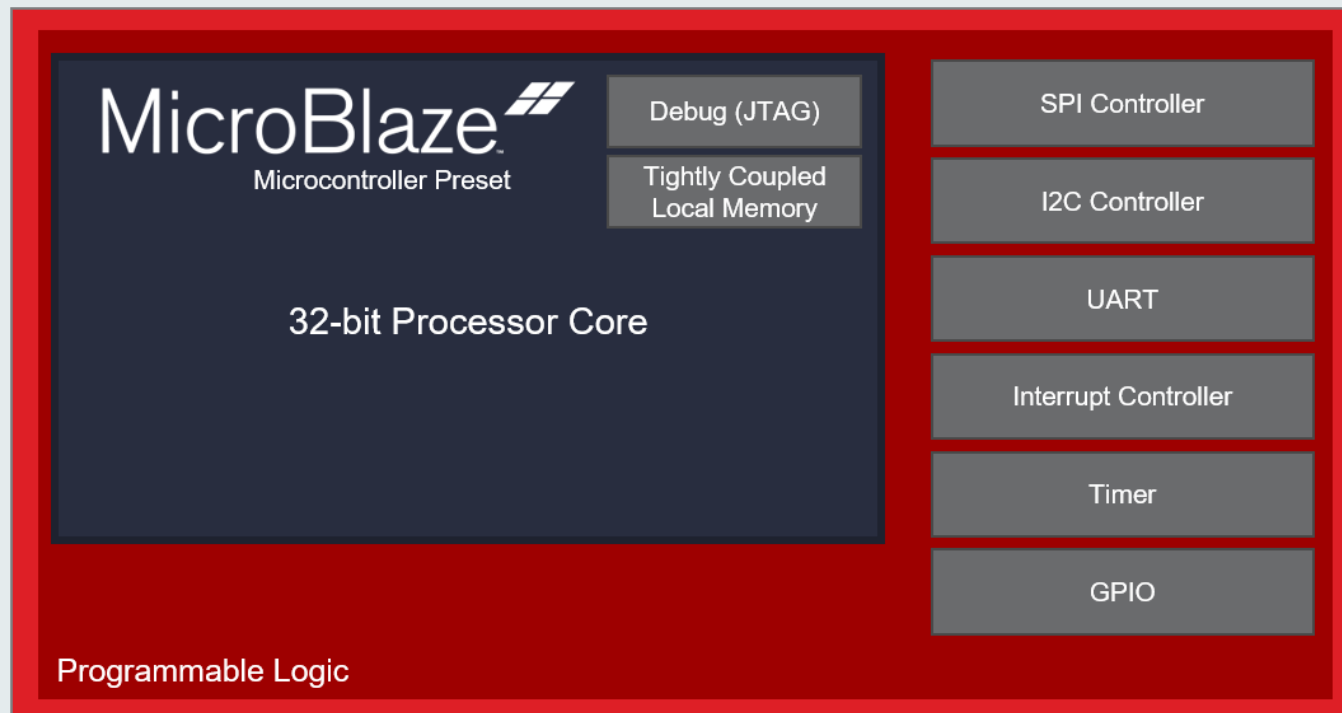 MicroBlaze™
Microcontroller Preset
Debug (JTAG)
Tightly Coupled
Local Memory
32-bit Processor Core
SPI Controller
I2C Controller
UART
Interrupt Controller
Timer
GPIO
Programmable Logic